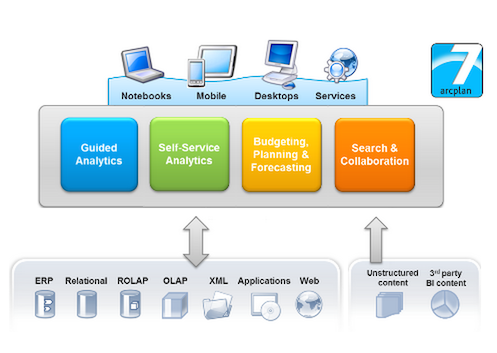 7
arcplan
Notebooks Mobile Desktops Services
Guided
Analytics
Self-Service
Analytics
Budgeting,
Planning &
Forecasting
Search &
Collaboration
ERP Relational ROLAP OLAP XML Applications Web
B
R
Unstructured
content
3rd party
BI content